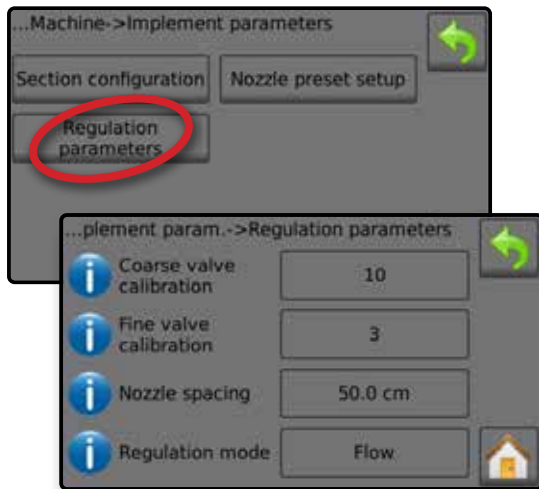 ...Machine->Implement parameters
Section configuration
Nozzle preset setup
Regulation
parameters
...plement param.->Regulation parameters
Coarse valve
calibration
10
Fine valve
calibration
3
Nozzle spacing
50.0 cm
Regulation mode
Flow